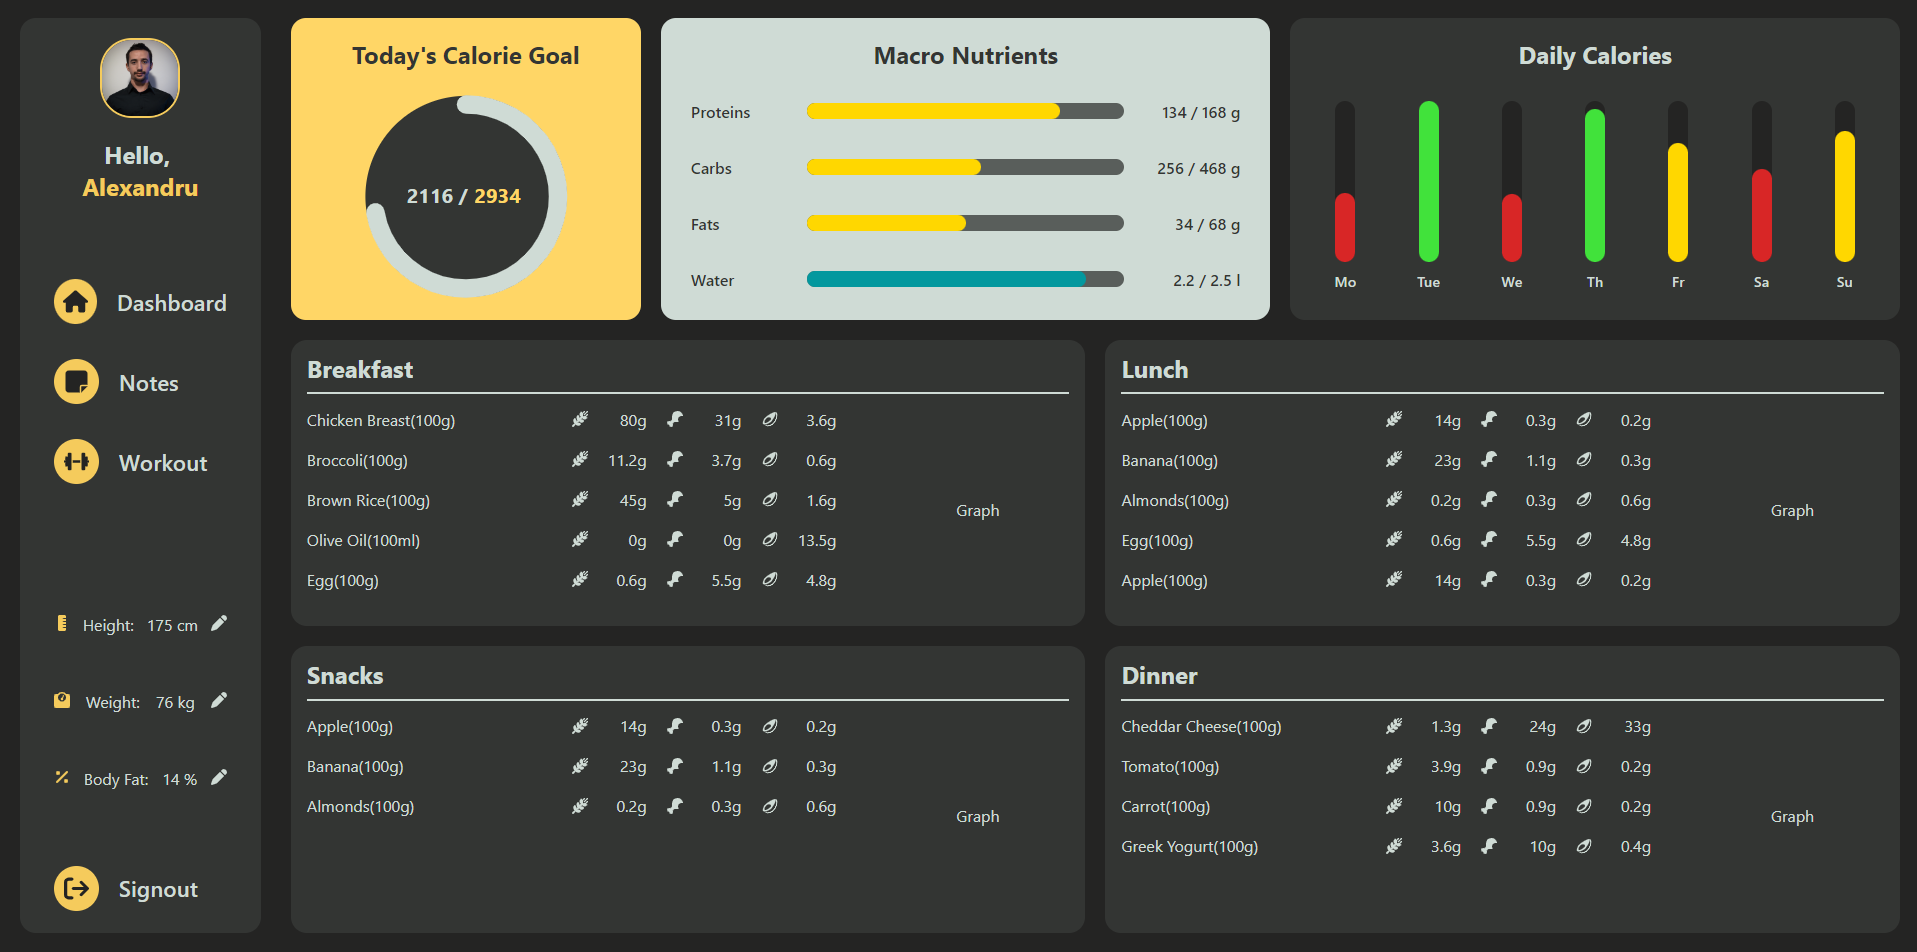 Hello,
Alexandru
Dashboard
Notes
Workout
Height: 175 cm
Weight: 76 kg
Body Fat: 14 %
Signout
Today's Calorie Goal
2116 / 2934
Macro Nutrients
Proteins 134 / 168 g
Carbs 256 / 468 g
Fats 34 / 68 g
Water 2.2 / 2.5 l
Daily Calories
Mo Tue We Th Fr Sa Su
Breakfast
Chicken Breast(100g) 80g 31g 3.6g
Broccoli(100g) 11.2g 3.7g 0.6g
Brown Rice(100g) 45g 5g 1.6g
Olive Oil(100ml) 0g 0g 13.5g
Egg(100g) 0.6g 5.5g 4.8g
Graph
Lunch
Apple(100g) 14g 0.3g 0.2g
Banana(100g) 23g 1.1g 0.3g
Almonds(100g) 0.2g 0.3g 0.6g
Egg(100g) 0.6g 5.5g 4.8g
Apple(100g) 14g 0.3g 0.2g
Graph
Snacks
Apple(100g) 14g 0.3g 0.2g
Banana(100g) 23g 1.1g 0.3g
Almonds(100g) 0.2g 0.3g 0.6g
Graph
Dinner
Cheddar Cheese(100g) 1.3g 24g 33g
Tomato(100g) 3.9g 0.9g 0.2g
Carrot(100g) 10g 0.9g 0.2g
Greek Yogurt(100g) 3.6g 10g 0.4g
Graph